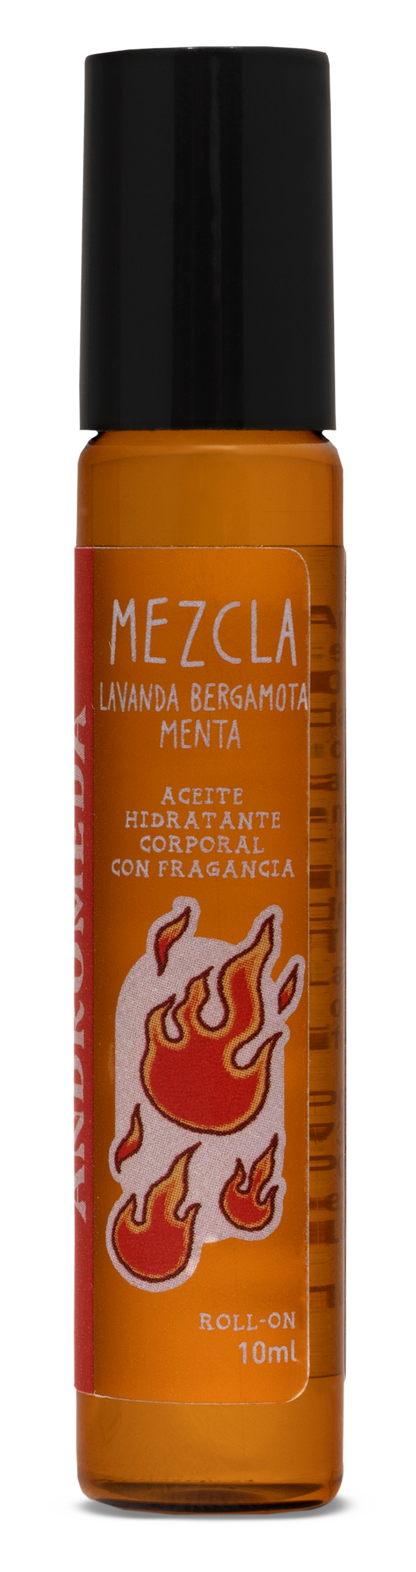 MEZCLA
LAVANDA BERGAMOTA
MENTA
ACEITE
HIDRATANTE
CORPORAL
CON FRAGANCIA
ROLL-ON
10ml
ANDROMEDA